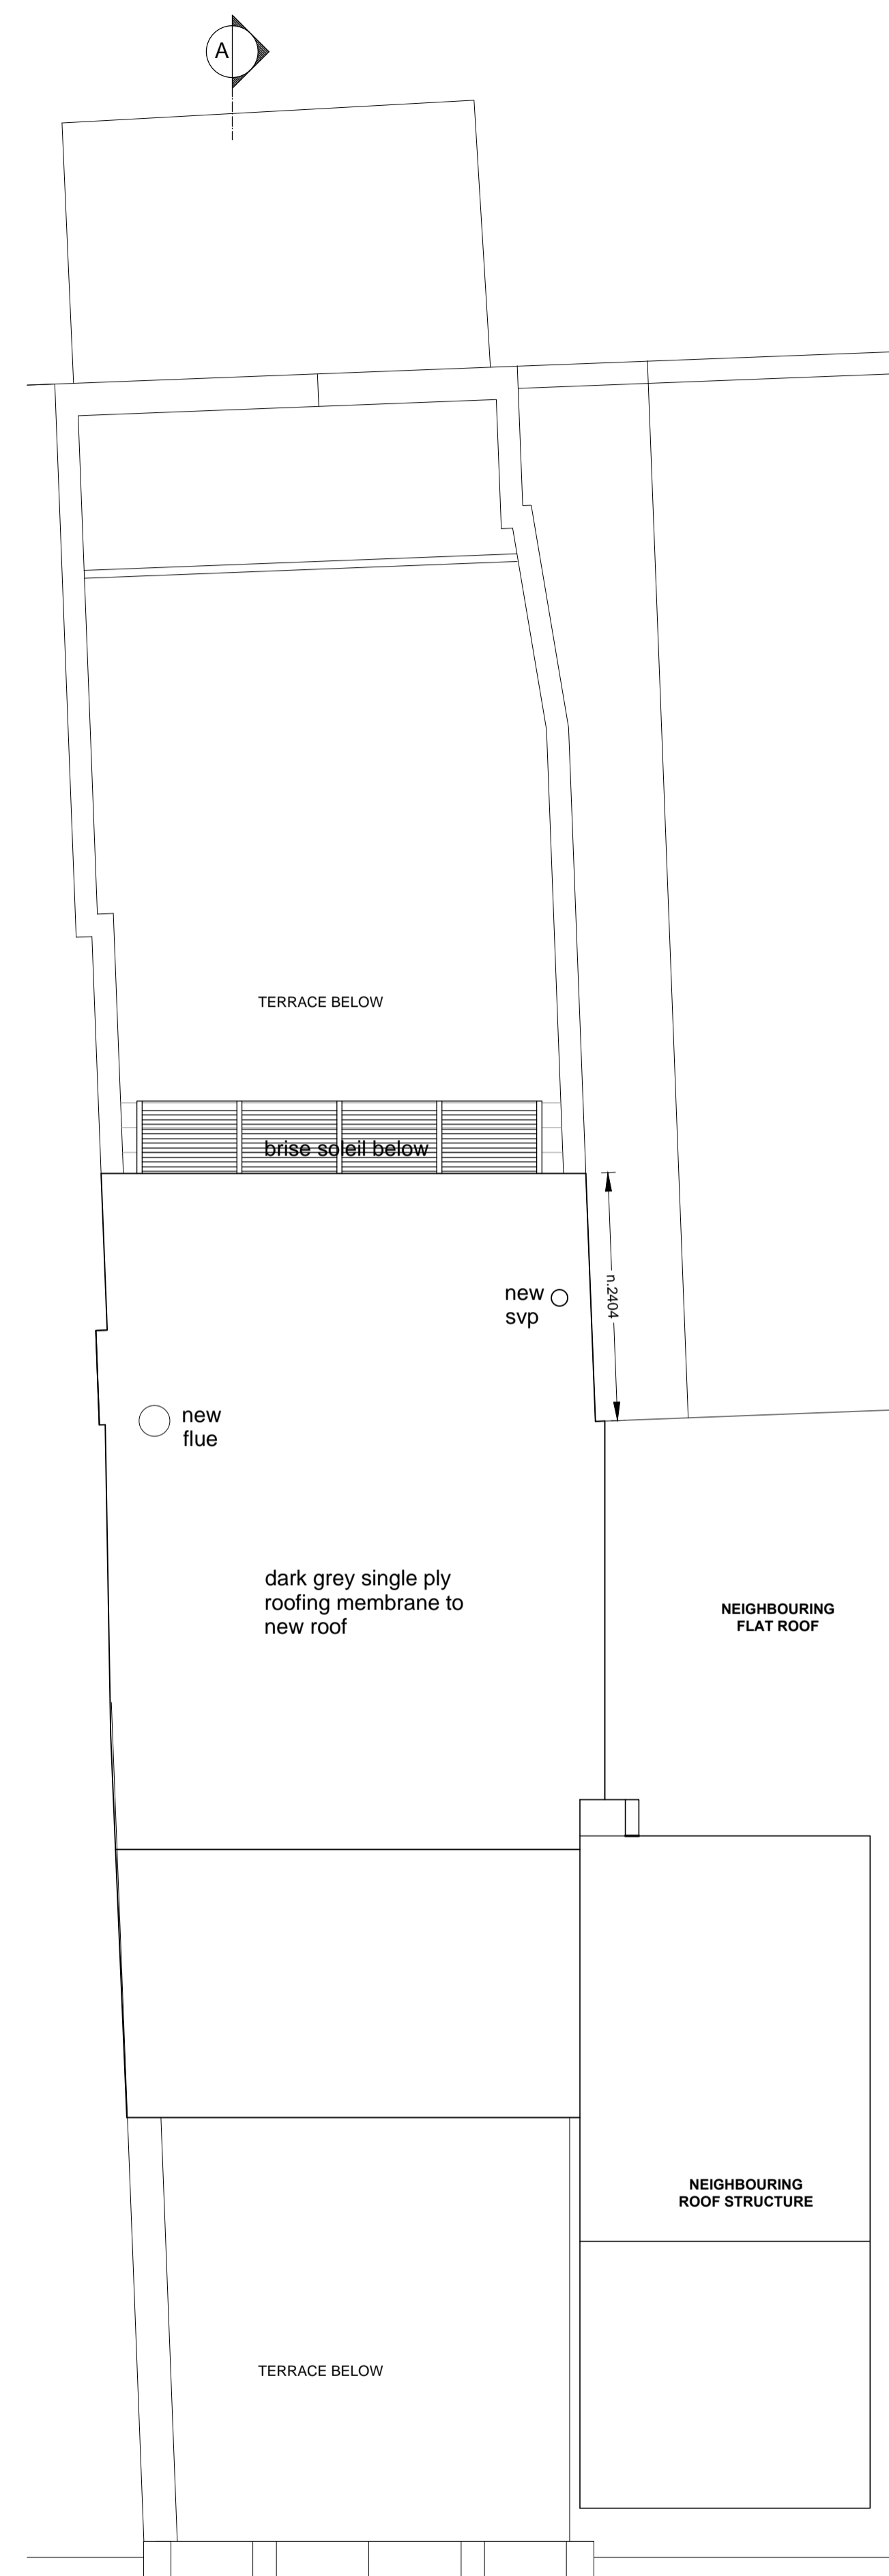 A
TERRACE BELOW
brise soleil below
new
svp
n.2404
new
flue
dark grey single ply
roofing membrane to
new roof
NEIGHBOURING
FLAT ROOF
NEIGHBOURING
ROOF STRUCTURE
TERRACE BELOW